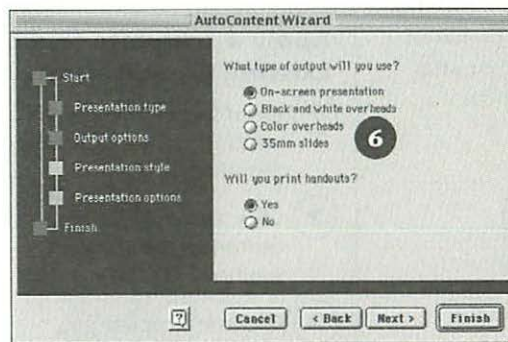 AutoContent Wizard
Start
Presentation type
Output options
Presentation style
Presentation options
Finish
What type of output will you use?
On-screen presentation
Black and white overheads
Color overheads
35mm slides
6
Will you print handouts?
Yes
No
?
Cancel
< Back
Next >
Finish